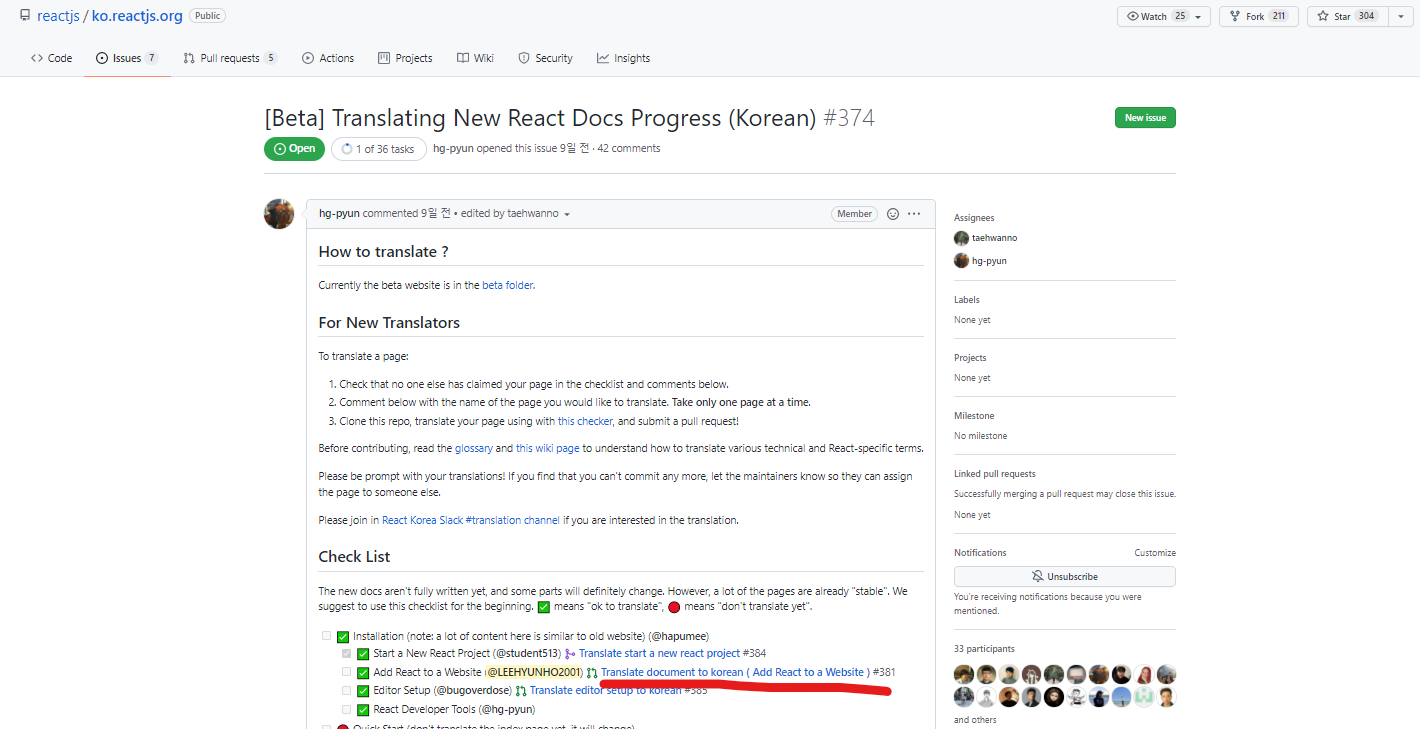 reactjs / ko.reactjs.org Public
Watch 25 Fork 211 Star 304
Code Issues 7 Pull requests 5 Actions Projects Wiki Security Insights
[Beta] Translating New React Docs Progress (Korean) #374
New issue
Open 1 of 36 tasks hg-pyun opened this issue 9일 전 · 42 comments
hg-pyun commented 9일 전 • edited by taehwanno
Member
How to translate ?
Currently the beta website is in the beta folder.
For New Translators
To translate a page:
1. Check that no one else has claimed your page in the checklist and comments below.
2. Comment below with the name of the page you would like to translate. Take only one page at a time.
3. Clone this repo, translate your page using with this checker, and submit a pull request!
Before contributing, read the glossary and this wiki page to understand how to translate various technical and React-specific terms.
Please be prompt with your translations! If you find that you can't commit any more, let the maintainers know so they can assign
the page to someone else.
Please join in React Korea Slack #translation channel if you are interested in the translation.
Check List
The new docs aren't fully written yet, and some parts will definitely change. However, a lot of the pages are already "stable". We
suggest to use this checklist for the beginning. ✅ means "ok to translate", 🔴 means "don't translate yet".
✅ Installation (note: a lot of content here is similar to old website) (@hapumee)
✅ Start a New React Project (@student513) Translate start a new react project #384
✅ Add React to a Website (@LEEHYUNHO2001) Translate document to korean ( Add React to a Website ) #381
✅ Editor Setup (@bugoverdose) Translate editor setup to korean #385
✅ React Developer Tools (@hg-pyun)
🔴 Quick Start (don't translate the index page yet, it will change)
Assignees
taehwanno
hg-pyun
Labels
None yet
Projects
None yet
Milestone
No milestone
Linked pull requests
Successfully merging a pull request may close this issue.
None yet
Notifications Customize
Unsubscribe
You're receiving notifications because you were
mentioned.
33 participants
and others